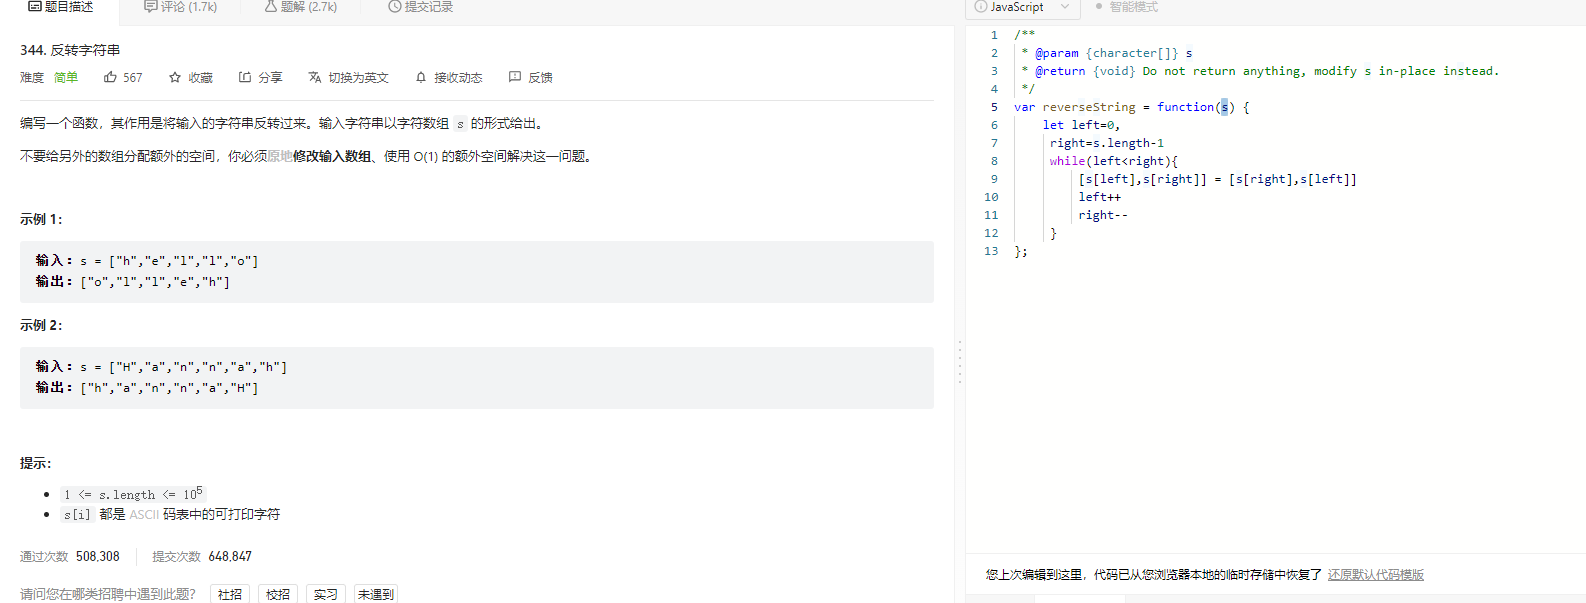 题目描述 评论 (1.7k) 题解 (2.7k) 提交记录
344. 反转字符串
难度 简单 567 收藏 分享 切换为英文 接收动态 反馈
编写一个函数，其作用是将输入的字符串反转过来。输入字符串以字符数组 s 的形式给出。
不要给另外的数组分配额外的空间，你必须原地修改输入数组、使用 O(1) 的额外空间解决这一问题。
示例 1：
输入：s = ["h","e","l","l","o"]
输出：["o","l","l","e","h"]
示例 2：
输入：s = ["H","a","n","n","a","h"]
输出：["h","a","n","n","a","H"]
提示：
1 <= s.length <= 10⁵
s[i] 都是 ASCII 码表中的可打印字符
通过次数 508,308 提交次数 648,847
请问您在哪类招聘中遇到此题？ 社招 校招 实习 未遇到
JavaScript 智能模式
1 /**
2 * @param {character[]} s
3 * @return {void} Do not return anything, modify s in-place instead.
4 */
5 var reverseString = function(s) {
6 let left=0,
7 right=s.length-1
8 while(left<right){
9 [s[left],s[right]] = [s[right],s[left]]
10 left++
11 right--
12 }
13 };
您上次编辑到这里，代码已从您浏览器本地的临时存储中恢复了 还原默认代码模版